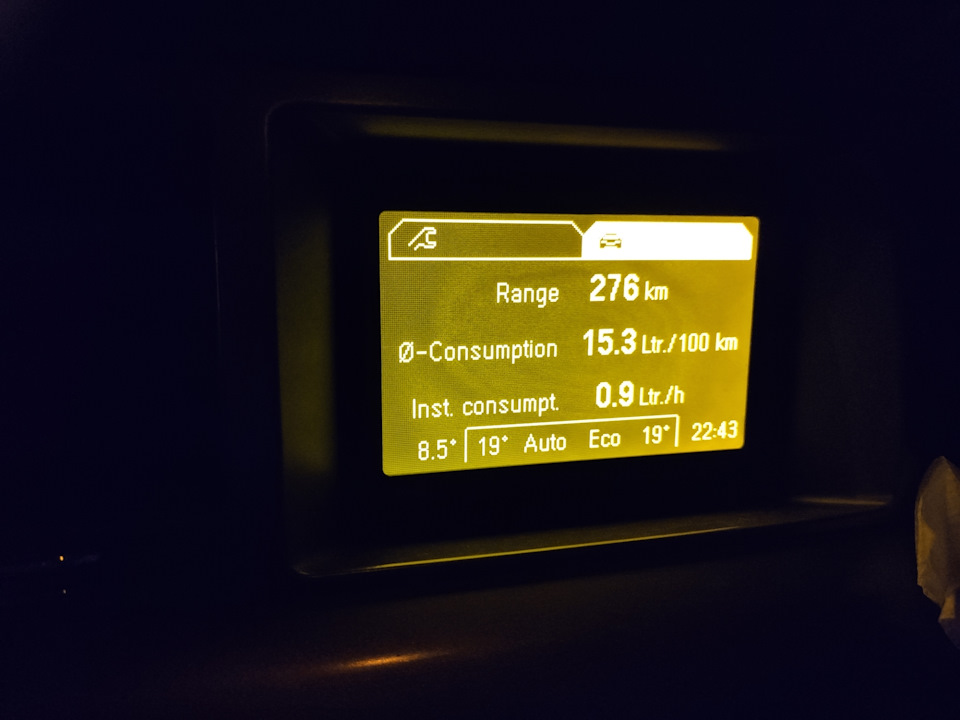 Range 276 km
Ø-Consumption 15.3 Ltr./100 km
Inst. consumpt. 0.9 Ltr./h
8.5° 19° Auto Eco 19° 22:43